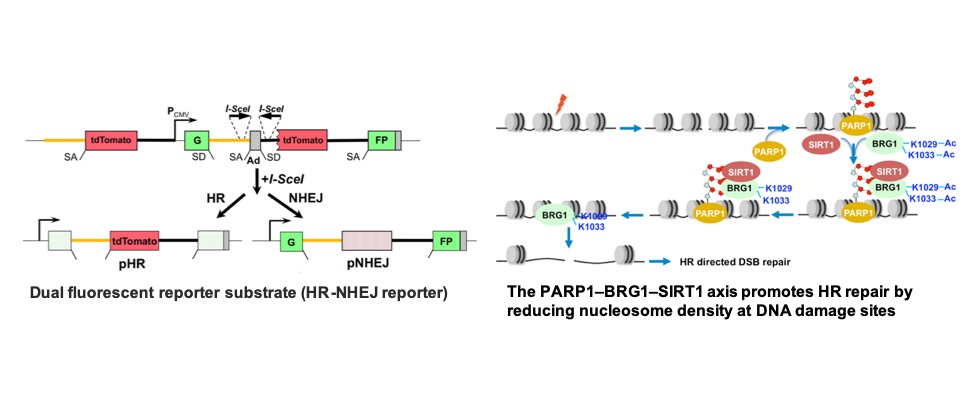 I-SceI I-SceI
PCMV
tdTomato G tdTomato FP
SA SD SA Ad SD SA
+I-SceI
HR NHEJ
tdTomato G FP
pHR pNHEJ
Dual fluorescent reporter substrate (HR-NHEJ reporter)
PARP1
PARP1
SIRT1 BRG1 K1029-Ac
K1033-Ac
SIRT1
BRG1 K1029-Ac
K1033-Ac
PARP1
SIRT1
BRG1 K1029
K1033
PARP1
BRG1 K1029
K1033
HR directed DSB repair
The PARP1–BRG1–SIRT1 axis promotes HR repair by
reducing nucleosome density at DNA damage sites